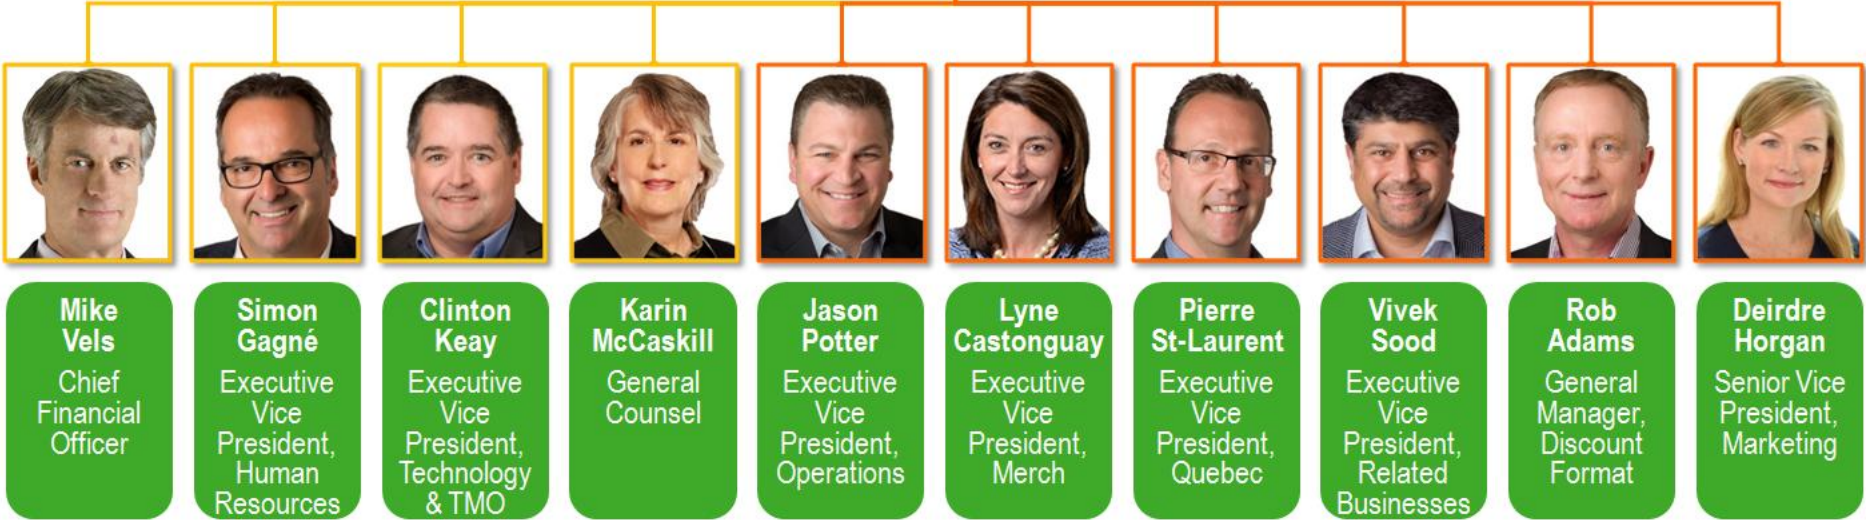 Mike
Vels
Chief
Financial
Officer
Simon
Gagné
Executive
Vice
President,
Human
Resources
Clinton
Keay
Executive
Vice
President,
Technology
& TMO
Karin
McCaskill
General
Counsel
Jason
Potter
Executive
Vice
President,
Operations
Lyne
Castonguay
Executive
Vice
President,
Merch
Pierre
St-Laurent
Executive
Vice
President,
Quebec
Vivek
Sood
Executive
Vice
President,
Related
Businesses
Rob
Adams
General
Manager,
Discount
Format
Deirdre
Horgan
Senior Vice
President,
Marketing